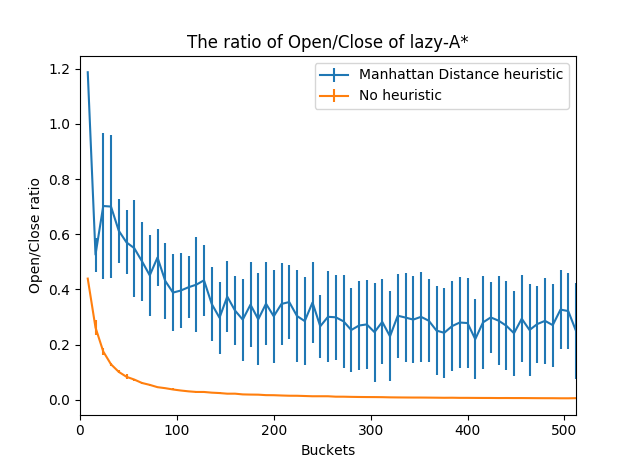 The ratio of Open/Close of lazy-A*
Manhattan Distance heuristic
No heuristic
Open/Close ratio
1.2
1.0
0.8
0.6
0.4
0.2
0.0
0 100 200 300 400 500
Buckets